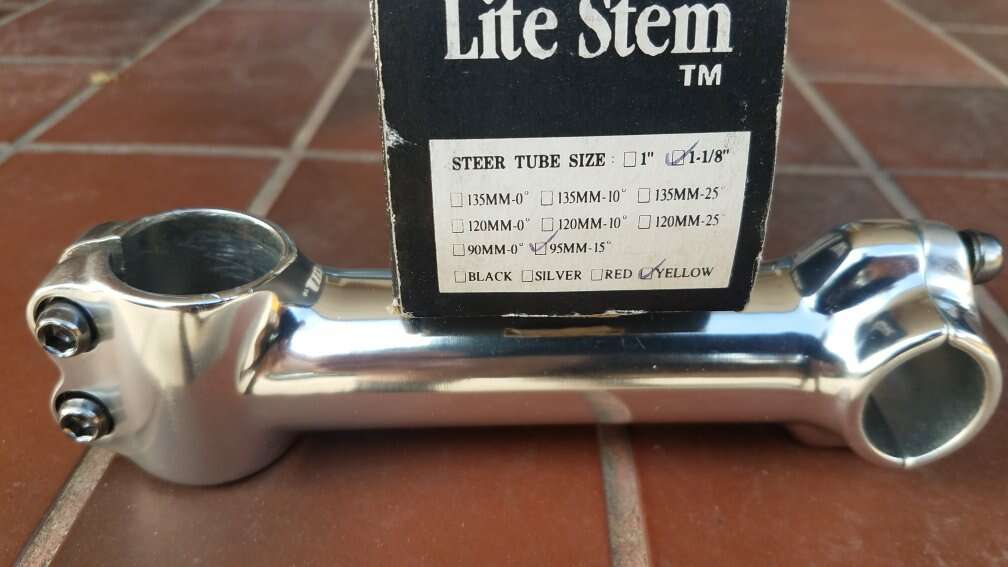 Lite Stem
TM
STEER TUBE SIZE : ☐ 1" ☑ 1-1/8"
☐ 135MM-0° ☐ 135MM-10° ☐ 135MM-25°
☐ 120MM-0° ☐ 120MM-10° ☐ 120MM-25°
☐ 90MM-0° ☑ 95MM-15°
☐ BLACK ☐ SILVER ☐ RED ☑ YELLOW